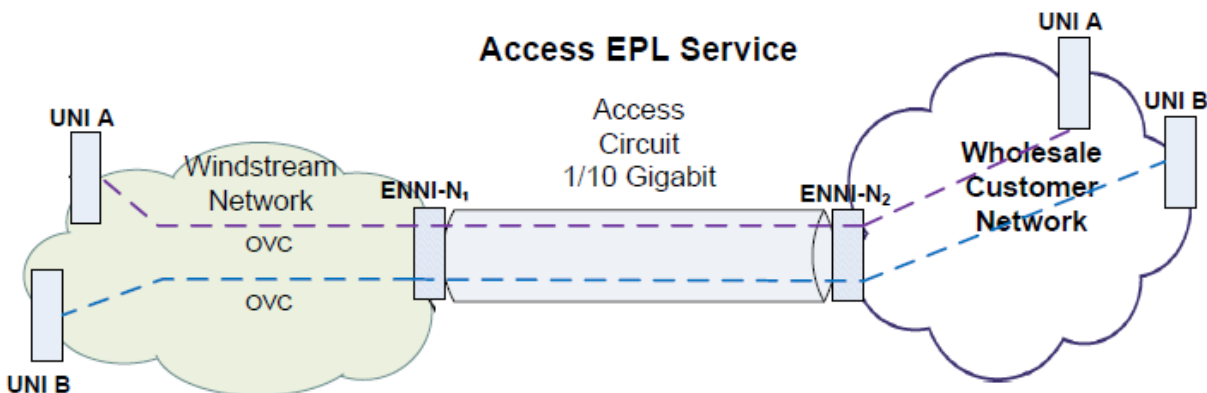 Access EPL Service
UNI A
UNI B
UNI A
Access
Circuit
1/10 Gigabit
Windstream
Network
ENNI-N₁
ENNI-N₂
Wholesale
Customer
Network
OVC
OVC
UNI B